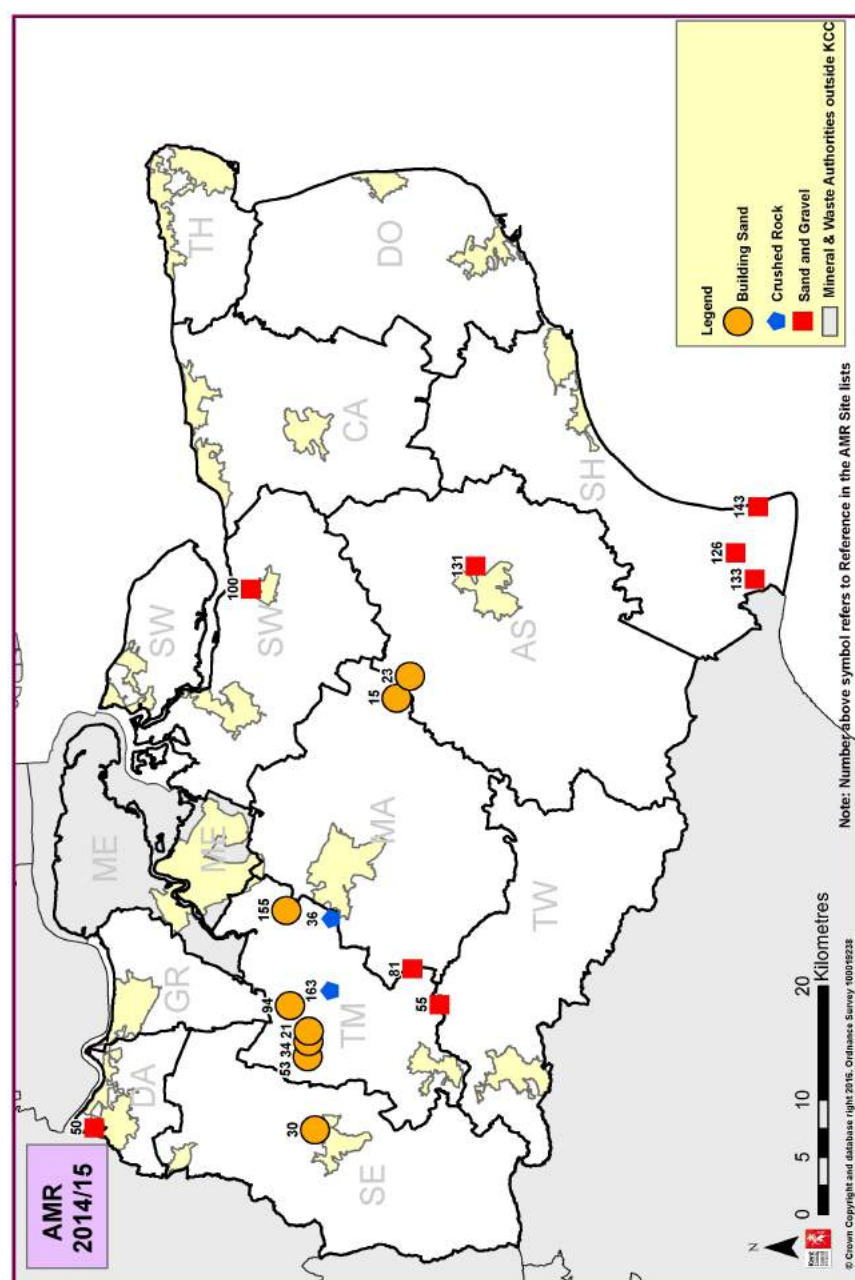 AMR
2014/15
TH
DO
CA
SH
SW
SW
AS
ME
ME
MA
GR
TM
TW
DA
SE
50
30
53
34
21
94
163
155
36
81
55
15
23
100
131
126
133
143
Legend
Building Sand
Crushed Rock
Sand and Gravel
Mineral & Waste Authorities outside KCC
N
0 5 10 20
Kilometres
Note: Number above symbol refers to Reference in the AMR Site lists
© Crown Copyright and database right 2016. Ordnance Survey 100019238
Kent
County
Council